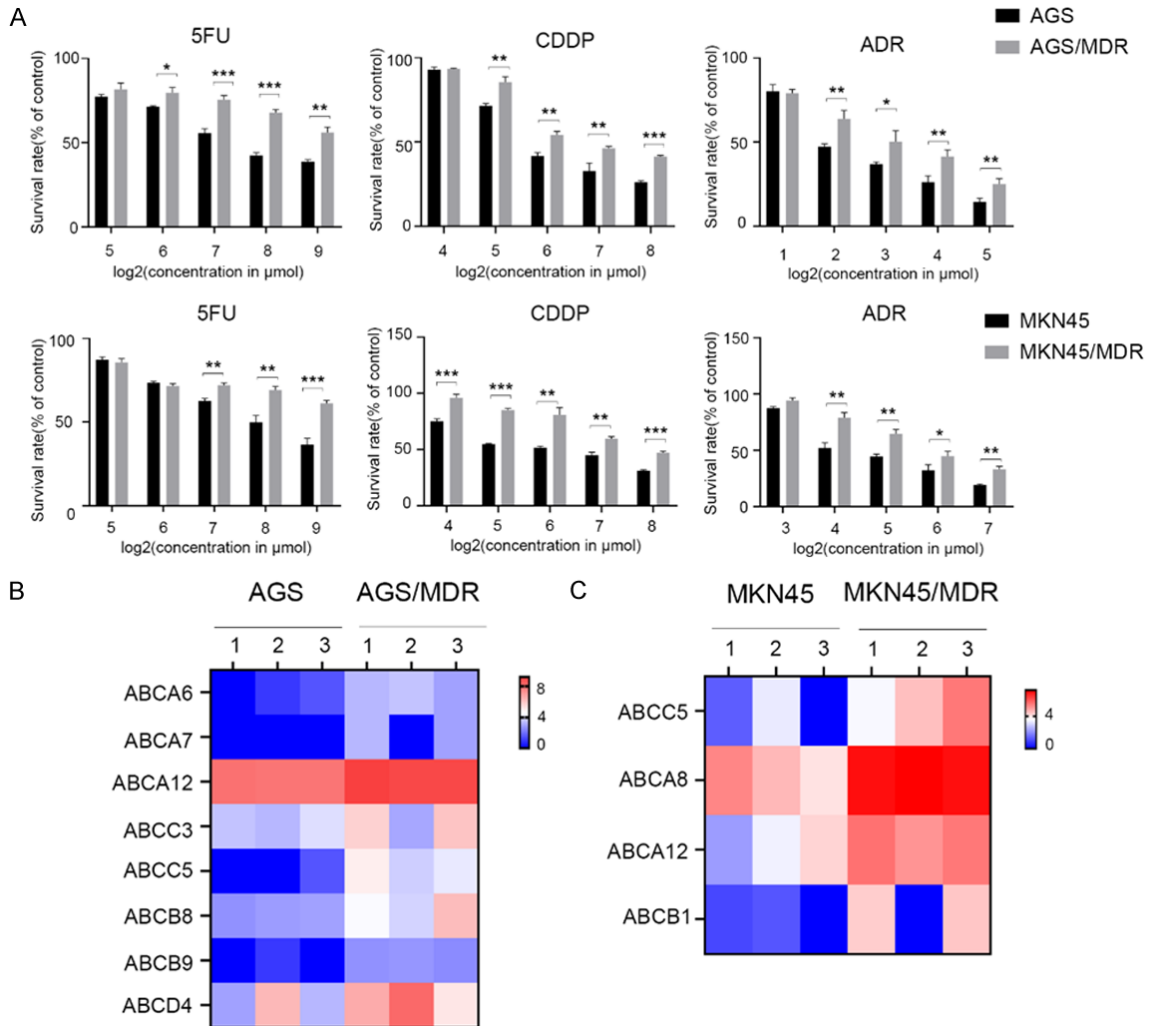 A
5FU
CDDP
ADR
AGS
AGS/MDR
Survival rate(% of control)
100
50
0
* *** *** **
5 6 7 8 9
log2(concentration in μmol)
Survival rate(% of control)
100
50
0
** ** ** ***
4 5 6 7 8
log2(concentration in μmol)
Survival rate(% of control)
100
50
0
** * ** **
1 2 3 4 5
log2(concentration in μmol)
5FU
CDDP
ADR
MKN45
MKN45/MDR
Survival rate(% of control)
100
50
0
** ** ***
5 6 7 8 9
log2(concentration in μmol)
Survival rate(% of control)
150
100
50
0
*** *** ** ** ***
4 5 6 7 8
log2(concentration in μmol)
Survival rate(% of control)
150
100
50
0
** ** * **
3 4 5 6 7
log2(concentration in μmol)
B
AGS AGS/MDR
1 2 3 1 2 3
ABCA6
ABCA7
ABCA12
ABCC3
ABCC5
ABCB8
ABCB9
ABCD4
8
4
0
C
MKN45 MKN45/MDR
1 2 3 1 2 3
ABCC5
ABCA8
ABCA12
ABCB1
4
0